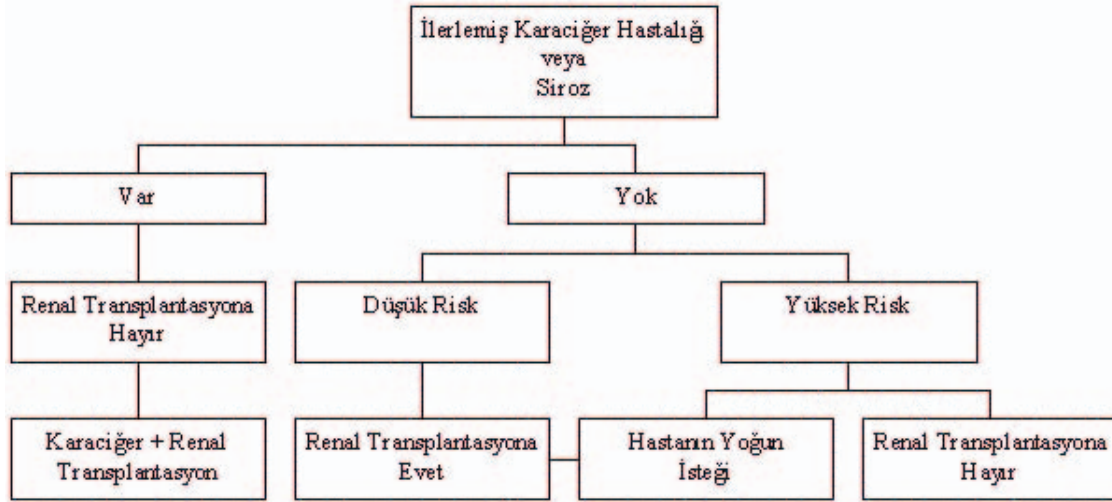 İlerlemiş Karaciğer Hastalığı
veya
Siroz
Var
Yok
Renal Transplantasyona
Hayır
Düşük Risk
Yüksek Risk
Karaciğer + Renal
Transplantasyon
Renal Transplantasyona
Evet
Hastanın Yoğun
İsteği
Renal Transplantasyona
Hayır